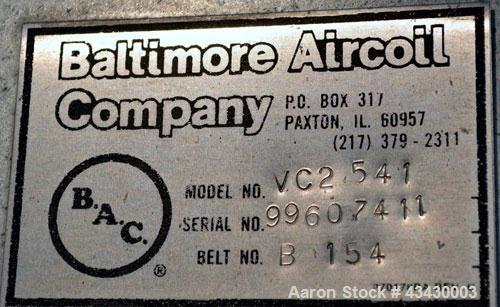 Baltimore Aircoil
Company
P.O. BOX 317
PAXTON, IL. 60957
(217) 379-2311
B.A.C. ®
MODEL NO. VC2 541
SERIAL NO. 99607411
BELT NO. B 154
Aaron Stock # 43430003